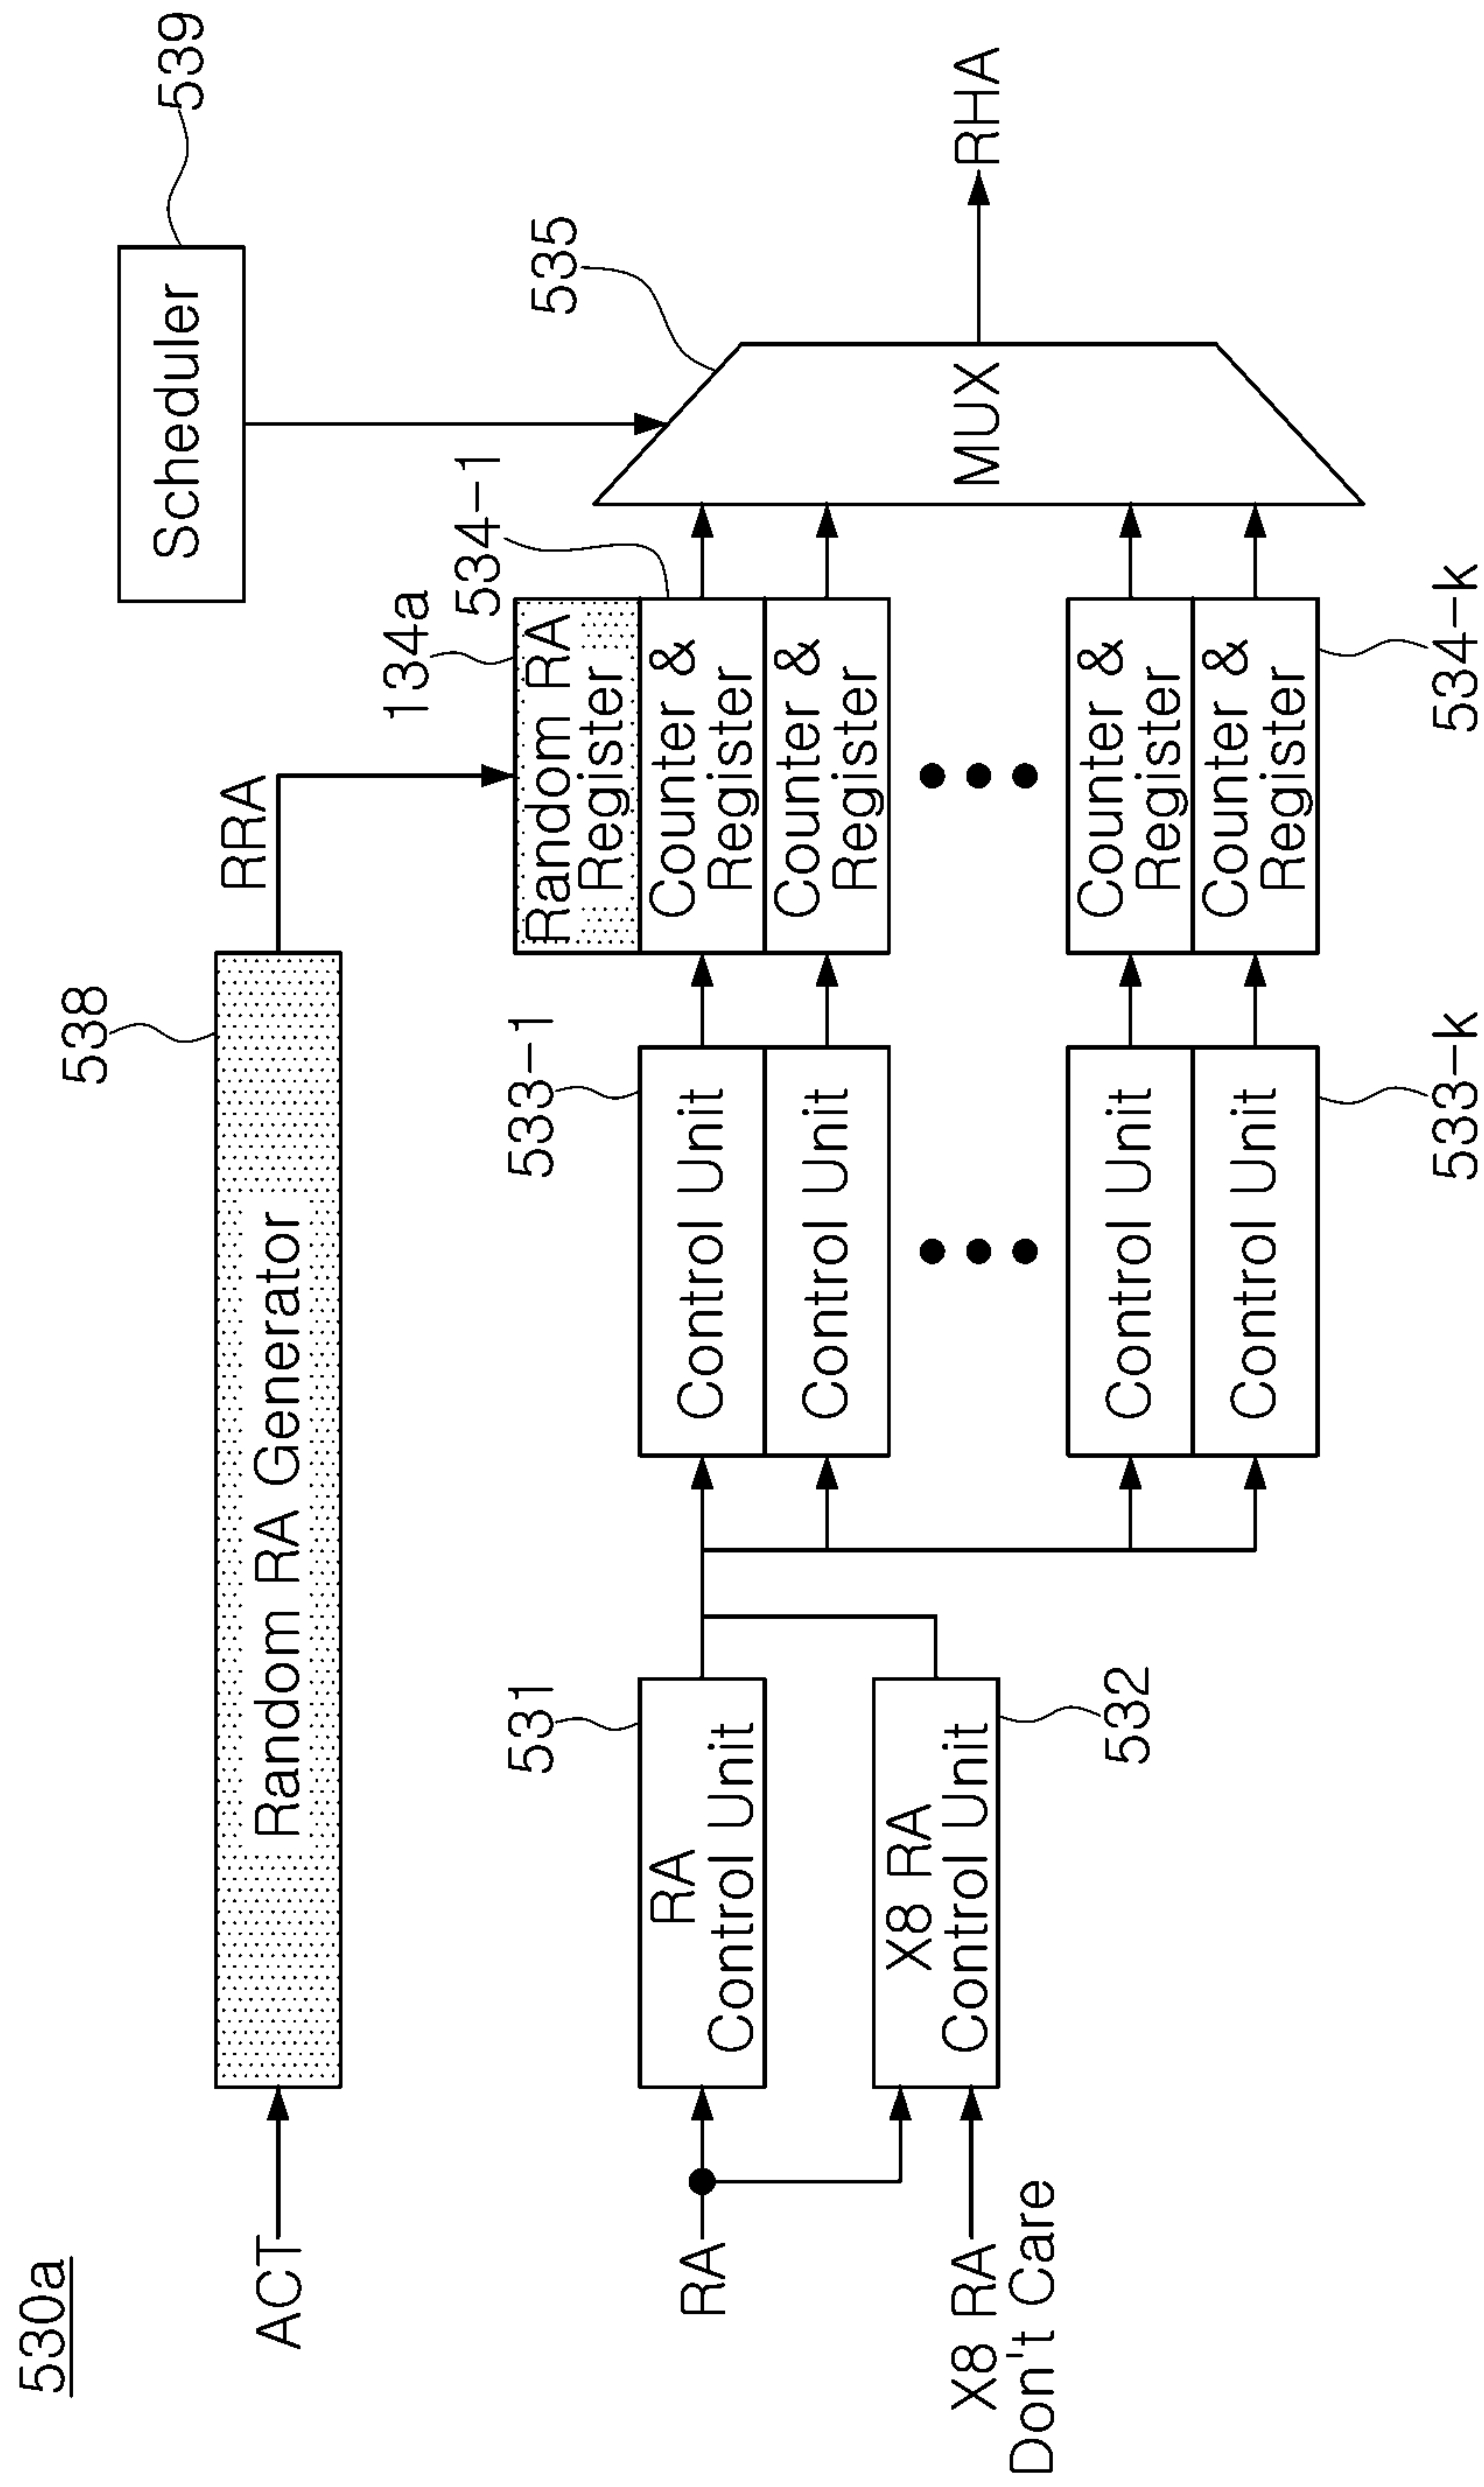 530a
538
539
ACT
Random RA Generator
RRA
Scheduler
134a
534-1
535
531
533-1
Random RA
Register
RA
RA
Control Unit
Control Unit
Counter &
Register
Control Unit
Counter &
Register
X8 RA
Don't Care
X8 RA
Control Unit
MUX
RHA
Control Unit
Counter &
Register
Control Unit
Counter &
Register
532
533-k
534-k